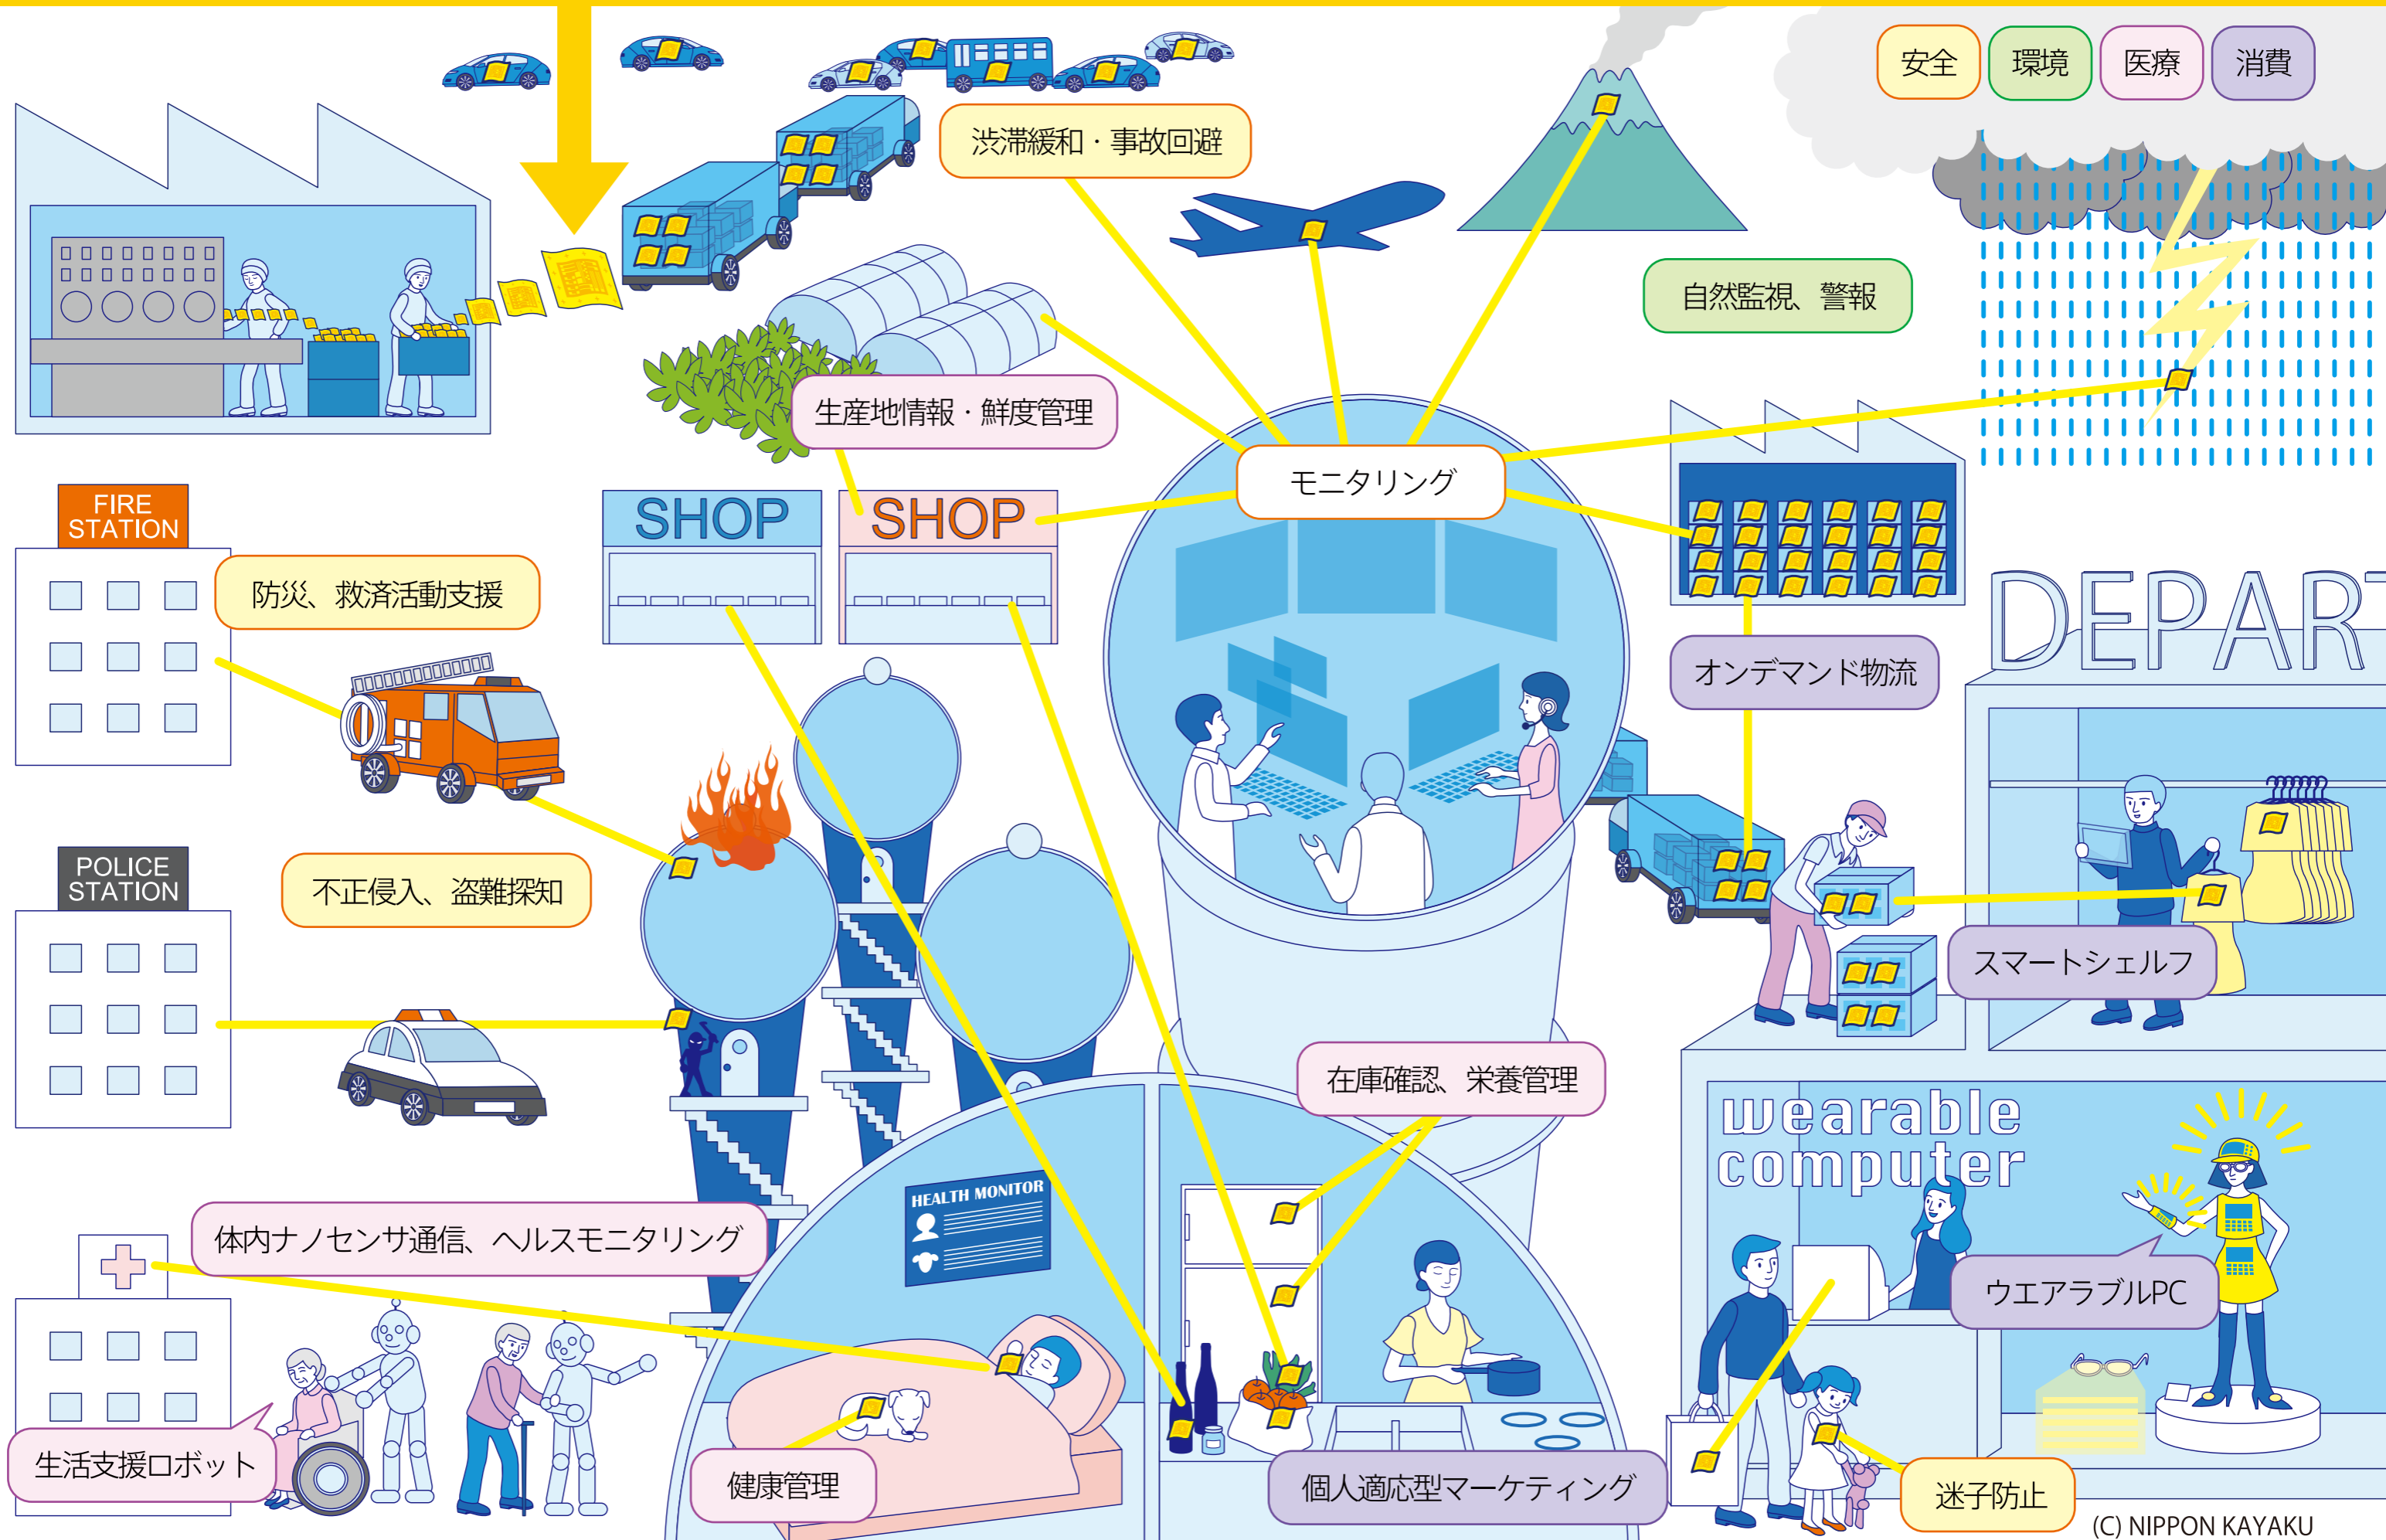 安全
環境
医療
消費
渋滞緩和・事故回避
自然監視、警報
生産地情報・鮮度管理
モニタリング
FIRE
STATION
SHOP
SHOP
防災、救済活動支援
DEPART
オンデマンド物流
POLICE
STATION
不正侵入、盗難探知
スマートシェルフ
在庫確認、栄養管理
wearable
computer
HEALTH MONITOR
体内ナノセンサ通信、ヘルスモニタリング
ウエアラブルPC
生活支援ロボット
健康管理
個人適応型マーケティング
迷子防止
(C) NIPPON KAYAKU